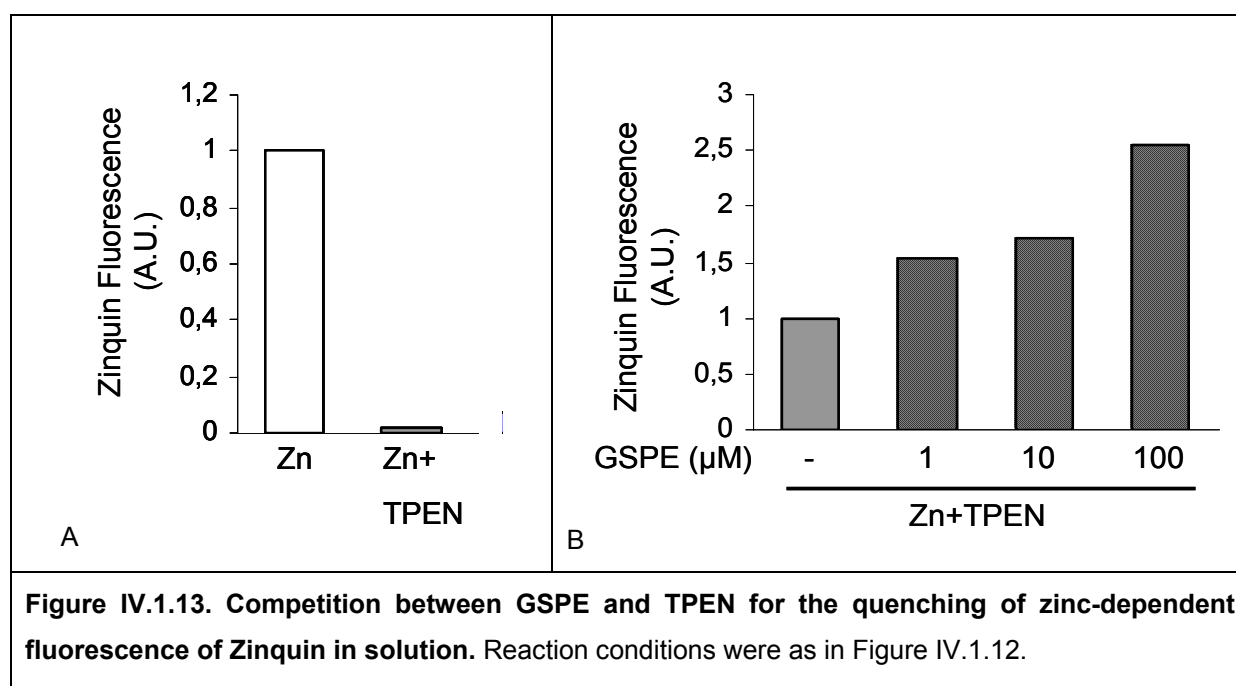 Zinquin Fluorescence
(A.U.)
1,2
1
0,8
0,6
0,4
0,2
0
Zn
Zn+
TPEN
A
Zinquin Fluorescence
(A.U.)
3
2,5
2
1,5
1
0,5
0
GSPE (µM) - 1 10 100
Zn+TPEN
B
Figure IV.1.13. Competition between GSPE and TPEN for the quenching of zinc-dependent
fluorescence of Zinquin in solution. Reaction conditions were as in Figure IV.1.12.